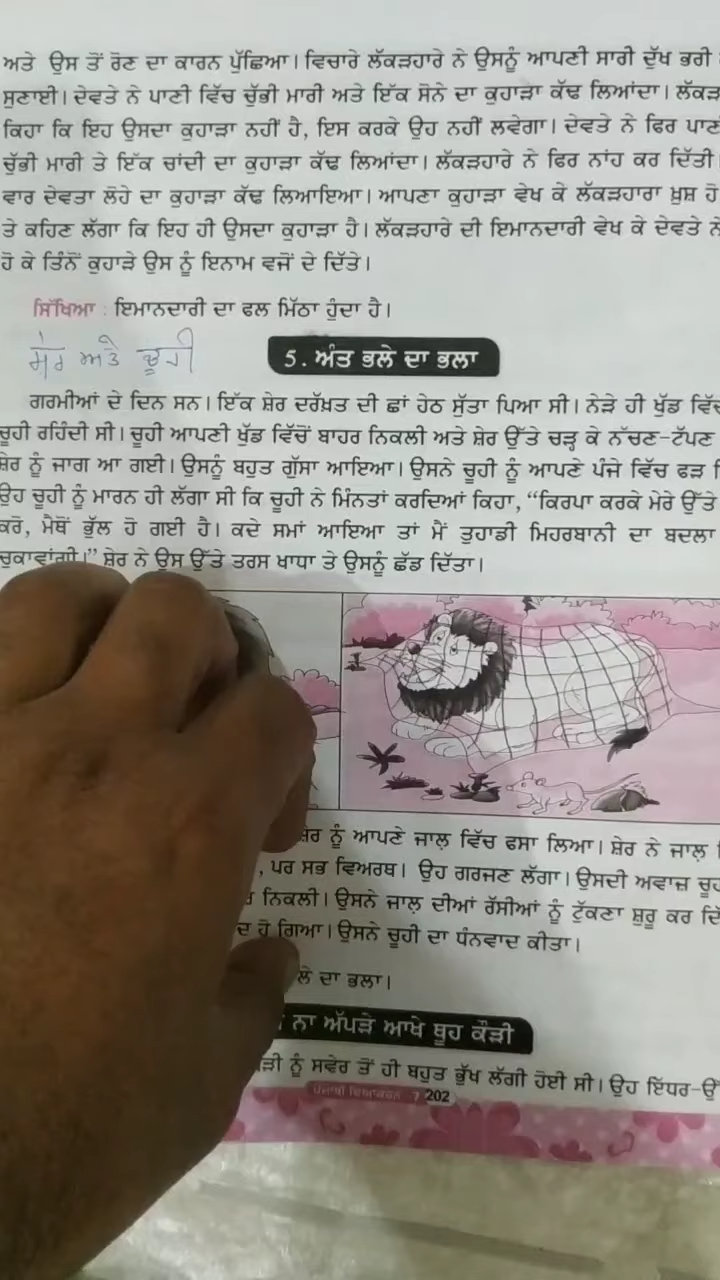 ਅਤੇ ਉਸ ਤੋਂ ਰੋਣ ਦਾ ਕਾਰਨ ਪੁੱਛਿਆ। ਵਿਚਾਰੇ ਲੱਕੜਹਾਰੇ ਨੇ ਉਸਨੂੰ ਆਪਣੀ ਸਾਰੀ ਦੁੱਖ ਭਰੀ
ਸੁਣਾਈ। ਦੇਵਤੇ ਨੇ ਪਾਣੀ ਵਿੱਚ ਚੁੱਭੀ ਮਾਰੀ ਅਤੇ ਇੱਕ ਸੋਨੇ ਦਾ ਕੁਹਾੜਾ ਕੱਢ ਲਿਆਂਦਾ। ਲੱਕੜ
ਕਿਹਾ ਕਿ ਇਹ ਉਸਦਾ ਕੁਹਾੜਾ ਨਹੀਂ ਹੈ, ਇਸ ਕਰਕੇ ਉਹ ਨਹੀਂ ਲਵੇਗਾ। ਦੇਵਤੇ ਨੇ ਫਿਰ
ਚੁੱਭੀ ਮਾਰੀ ਤੇ ਇੱਕ ਚਾਂਦੀ ਦਾ ਕੁਹਾੜਾ ਕੱਢ ਲਿਆਂਦਾ। ਲੱਕੜਹਾਰੇ ਨੇ ਫਿਰ ਨਾਂਹ ਕਰ ਦਿੱਤੀ
ਵਾਰ ਦੇਵਤਾ ਲੋਹੇ ਦਾ ਕੁਹਾੜਾ ਕੱਢ ਲਿਆਇਆ। ਆਪਣਾ ਕੁਹਾੜਾ ਵੇਖ ਕੇ ਲੱਕੜਹਾਰਾ ਖ਼ੁਸ਼ ਹੋ
ਤੇ ਕਹਿਣ ਲੱਗਾ ਕਿ ਇਹ ਹੀ ਉਸਦਾ ਕੁਹਾੜਾ ਹੈ। ਲੱਕੜਹਾਰੇ ਦੀ ਇਮਾਨਦਾਰੀ ਵੇਖ ਕੇ ਦੇਵਤੇ ਨੇ
ਹੋ ਕੇ ਤਿੰਨੋਂ ਕੁਹਾੜੇ ਉਸ ਨੂੰ ਇਨਾਮ ਵਜੋਂ ਦੇ ਦਿੱਤੇ।
ਸਿੱਖਿਆ : ਇਮਾਨਦਾਰੀ ਦਾ ਫਲ ਮਿੱਠਾ ਹੁੰਦਾ ਹੈ।
ਸ਼ੇਰ ਅਤੇ ਚੂਹੀ
5. ਅੰਤ ਭਲੇ ਦਾ ਭਲਾ
ਗਰਮੀਆਂ ਦੇ ਦਿਨ ਸਨ। ਇੱਕ ਸ਼ੇਰ ਦਰੱਖ਼ਤ ਦੀ ਛਾਂ ਹੇਠ ਸੁੱਤਾ ਪਿਆ ਸੀ। ਨੇੜੇ ਹੀ ਖੁੱਡ ਵਿੱਚ
ਚੂਹੀ ਰਹਿੰਦੀ ਸੀ। ਚੂਹੀ ਆਪਣੀ ਖੁੱਡ ਵਿੱਚੋਂ ਬਾਹਰ ਨਿਕਲੀ ਅਤੇ ਸ਼ੇਰ ਉੱਤੇ ਚੜ੍ਹ ਕੇ ਨੱਚਣ-ਟੱਪਣ
ਸ਼ੇਰ ਨੂੰ ਜਾਗ ਆ ਗਈ। ਉਸਨੂੰ ਬਹੁਤ ਗੁੱਸਾ ਆਇਆ। ਉਸਨੇ ਚੂਹੀ ਨੂੰ ਆਪਣੇ ਪੰਜੇ ਵਿੱਚ ਫੜ
ਉਹ ਚੂਹੀ ਨੂੰ ਮਾਰਨ ਹੀ ਲੱਗਾ ਸੀ ਕਿ ਚੂਹੀ ਨੇ ਮਿੰਨਤਾਂ ਕਰਦਿਆਂ ਕਿਹਾ, “ਕਿਰਪਾ ਕਰਕੇ ਮੇਰੇ ਉੱਤੇ
ਕਰੋ, ਮੈਥੋਂ ਭੁੱਲ ਹੋ ਗਈ ਹੈ। ਕਦੇ ਸਮਾਂ ਆਇਆ ਤਾਂ ਮੈਂ ਤੁਹਾਡੀ ਮਿਹਰਬਾਨੀ ਦਾ ਬਦਲਾ
ਚੁਕਾਵਾਂਗੀ।” ਸ਼ੇਰ ਨੇ ਉਸ ਉੱਤੇ ਤਰਸ ਖਾਧਾ ਤੇ ਉਸਨੂੰ ਛੱਡ ਦਿੱਤਾ।
ਸ਼ੇਰ ਨੂੰ ਆਪਣੇ ਜਾਲ਼ ਵਿੱਚ ਫਸਾ ਲਿਆ। ਸ਼ੇਰ ਨੇ ਜਾਲ਼
, ਪਰ ਸਭ ਵਿਅਰਥ। ਉਹ ਗਰਜਣ ਲੱਗਾ। ਉਸਦੀ ਅਵਾਜ਼
ਨਿਕਲੀ। ਉਸਨੇ ਜਾਲ਼ ਦੀਆਂ ਰੱਸੀਆਂ ਨੂੰ ਟੁੱਕਣਾ ਸ਼ੁਰੂ ਕਰ
ਹੋ ਗਿਆ। ਉਸਨੇ ਚੂਹੀ ਦਾ ਧੰਨਵਾਦ ਕੀਤਾ।
ਦਾ ਭਲਾ।
ਨਾ ਅੱਪੜੇ ਆਖੇ ਥੂਹ ਕੌੜੀ
ਨੂੰ ਸਵੇਰ ਤੋਂ ਹੀ ਬਹੁਤ ਭੁੱਖ ਲੱਗੀ ਹੋਈ ਸੀ। ਉਹ ਇੱਧਰ-
ਪੰਜਾਬੀ ਵਿਆਕਰਨ - 7 202